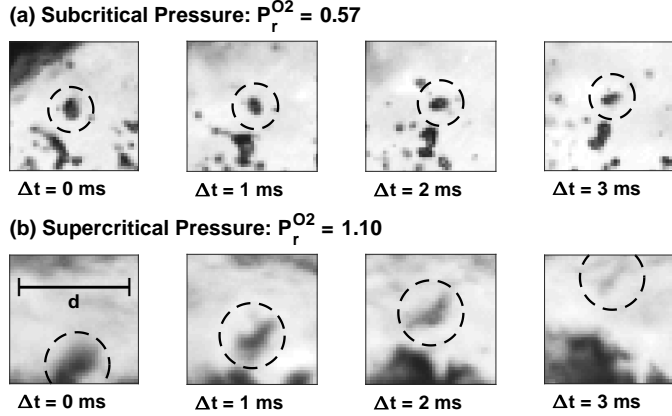 (a) Subcritical Pressure: P_r^O2 = 0.57
Δt = 0 ms Δt = 1 ms Δt = 2 ms Δt = 3 ms
(b) Supercritical Pressure: P_r^O2 = 1.10
d
Δt = 0 ms Δt = 1 ms Δt = 2 ms Δt = 3 ms